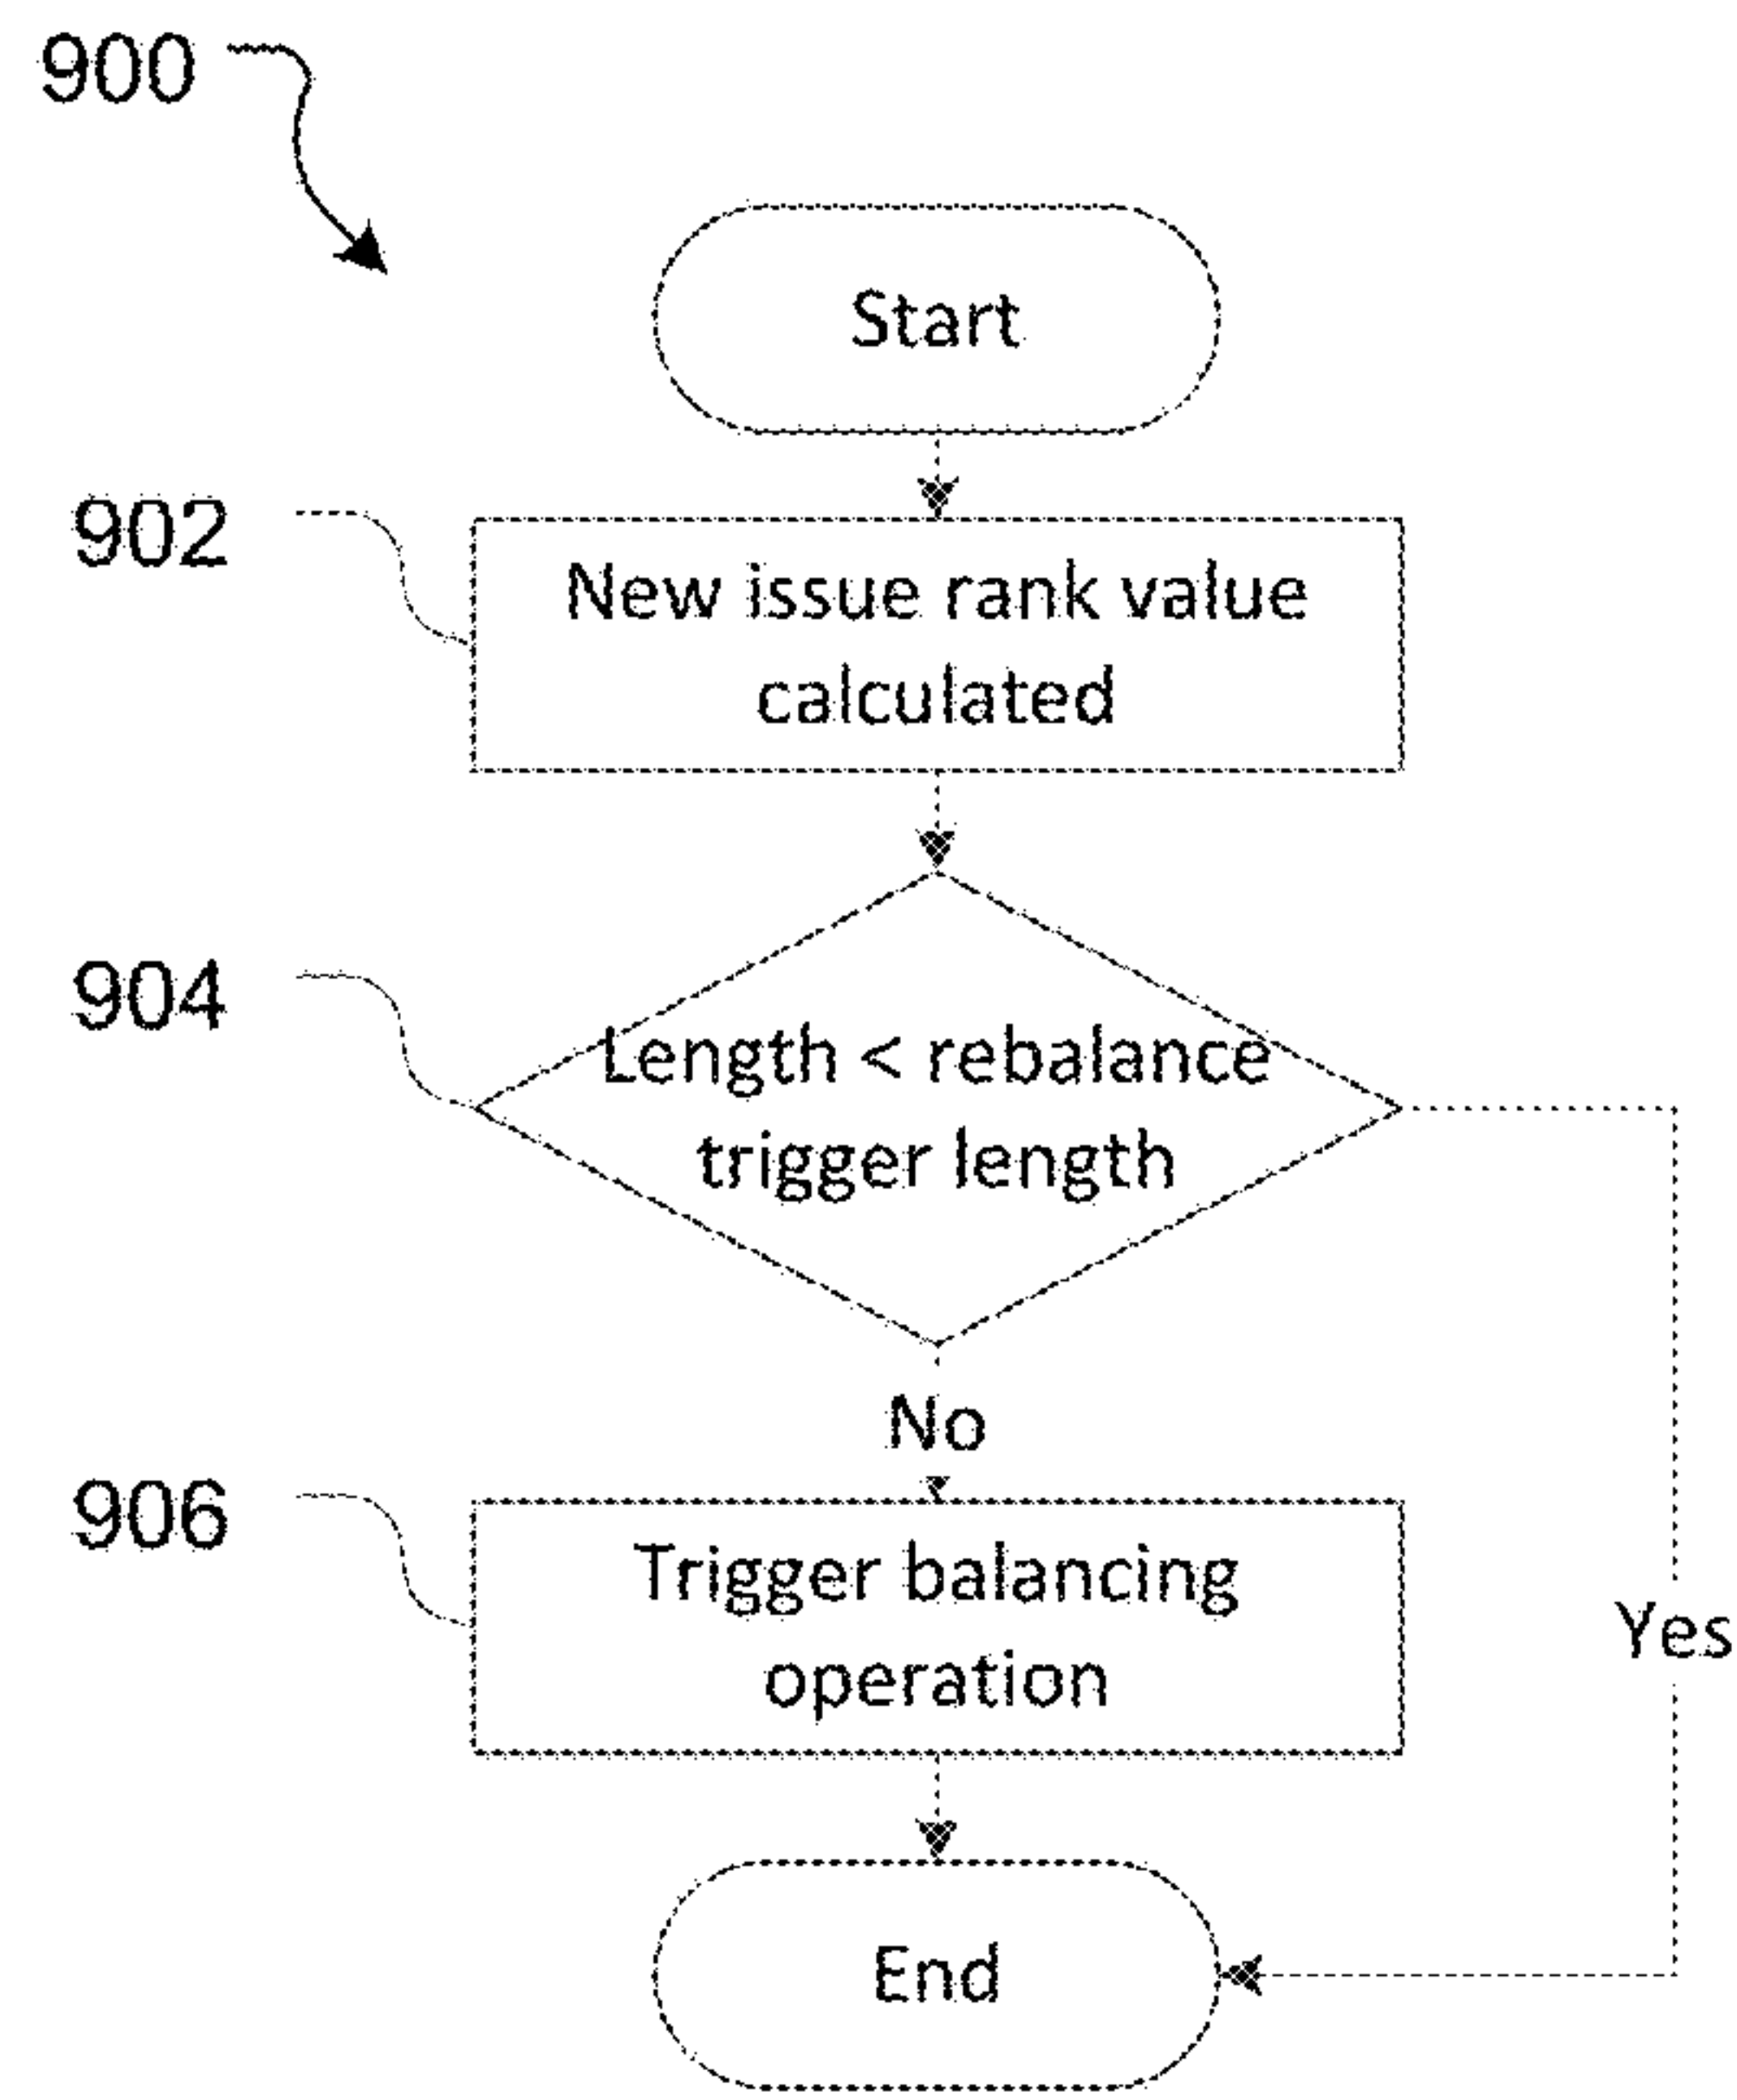 900
Start
902
New issue rank value
calculated
904
Length < rebalance
trigger length
No
906
Trigger balancing
operation
Yes
End